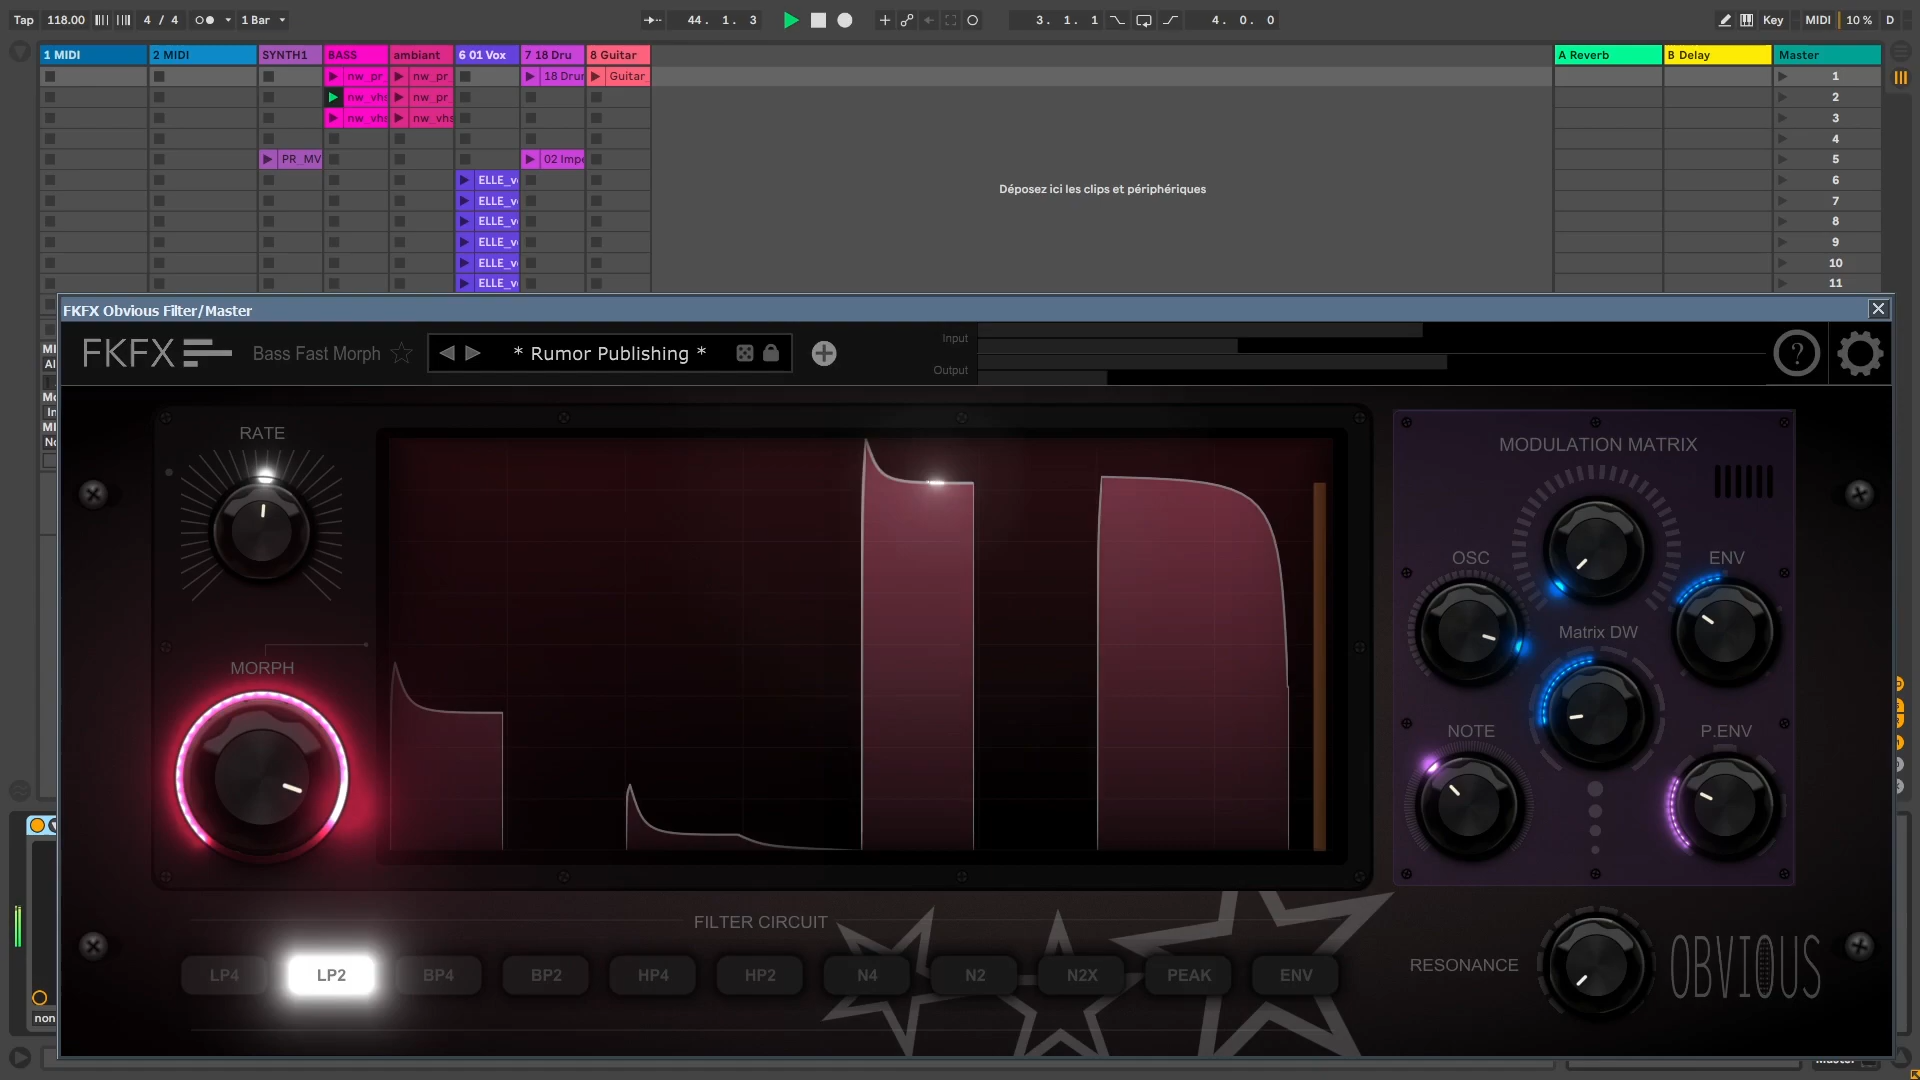 Tap 118.00 4 / 4 1 Bar 44. 1. 3 3. 1. 1 4. 0. 0 Key MIDI 10 % D
1 MIDI 2 MIDI SYNTH1 BASS ambiant 6 01 Vox 7 18 Dru 8 Guitar A Reverb B Delay Master
nw_pr nw_pr 18 Drur Guitar_ 1
nw_vhs nw_pr 2
nw_vhs nw_vhs 3
4
PR_MV 02 Impe 5
ELLE_v 6
ELLE_v 7
ELLE_v 8
ELLE_v 9
ELLE_v 10
ELLE_v 11
Déposez ici les clips et périphériques
FKFX Obvious Filter/Master
FKFX Bass Fast Morph * Rumor Publishing * ?
Input
Output
RATE
MORPH
MODULATION MATRIX
OSC ENV
Matrix DW
NOTE P.ENV
FILTER CIRCUIT
LP4 LP2 BP4 BP2 HP4 HP2 N4 N2 N2X PEAK ENV
RESONANCE OBVIOUS
non